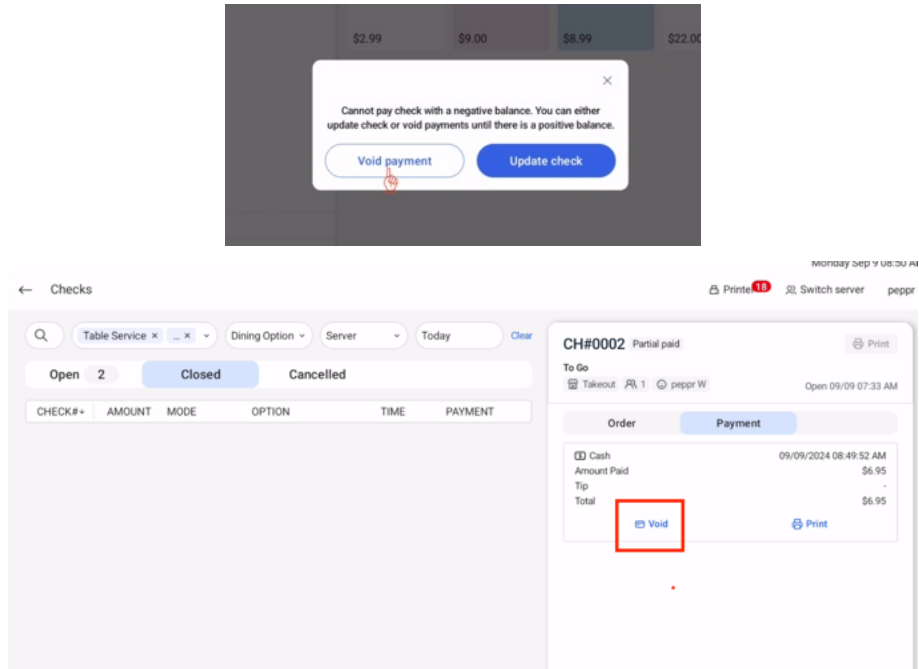 $2.99 $9.00 $8.99 $22.00
Cannot pay check with a negative balance. You can either
update check or void payments until there is a positive balance.
Void payment Update check
Monday Sep 9 08:50 A
← Checks
18 Switch server peppr
Table Service × ... × Dining Option Server Today Clear
Open 2 Closed Cancelled
CHECK# AMOUNT MODE OPTION TIME PAYMENT
CH#0002 Partial paid Print
To Go
Takeout 1 peppr W Open 09/09 07:33 AM
Order Payment
Cash 09/09/2024 08:49:52 AM
Amount Paid $6.95
Tip -
Total $6.95
Void Print